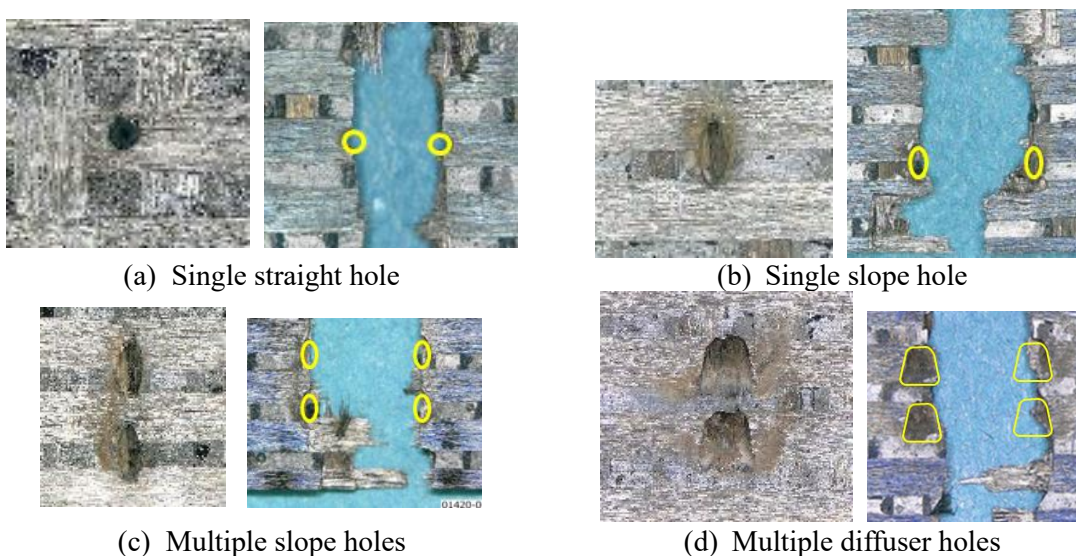 (a) Single straight hole
(b) Single slope hole
01420-0
(c) Multiple slope holes
(d) Multiple diffuser holes